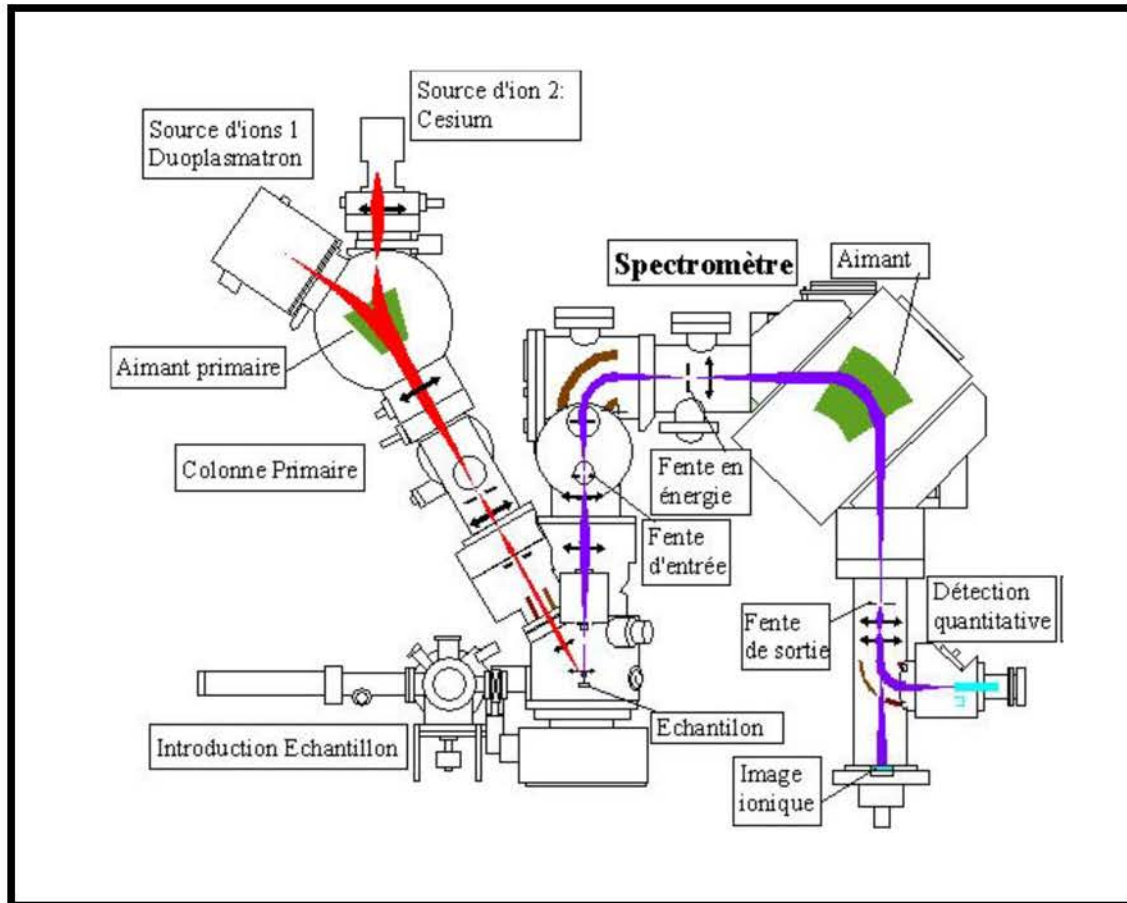 Source d'ion 2:
Cesium
Source d'ions 1
Duoplasmatron
Spectromètre
Aimant
Aimant primaire
Colonne Primaire
Fente en
énergie
Fente
d'entrée
Détection
quantitative
Fente
de sortie
Echantilon
Introduction Echantillon
Image
ionique